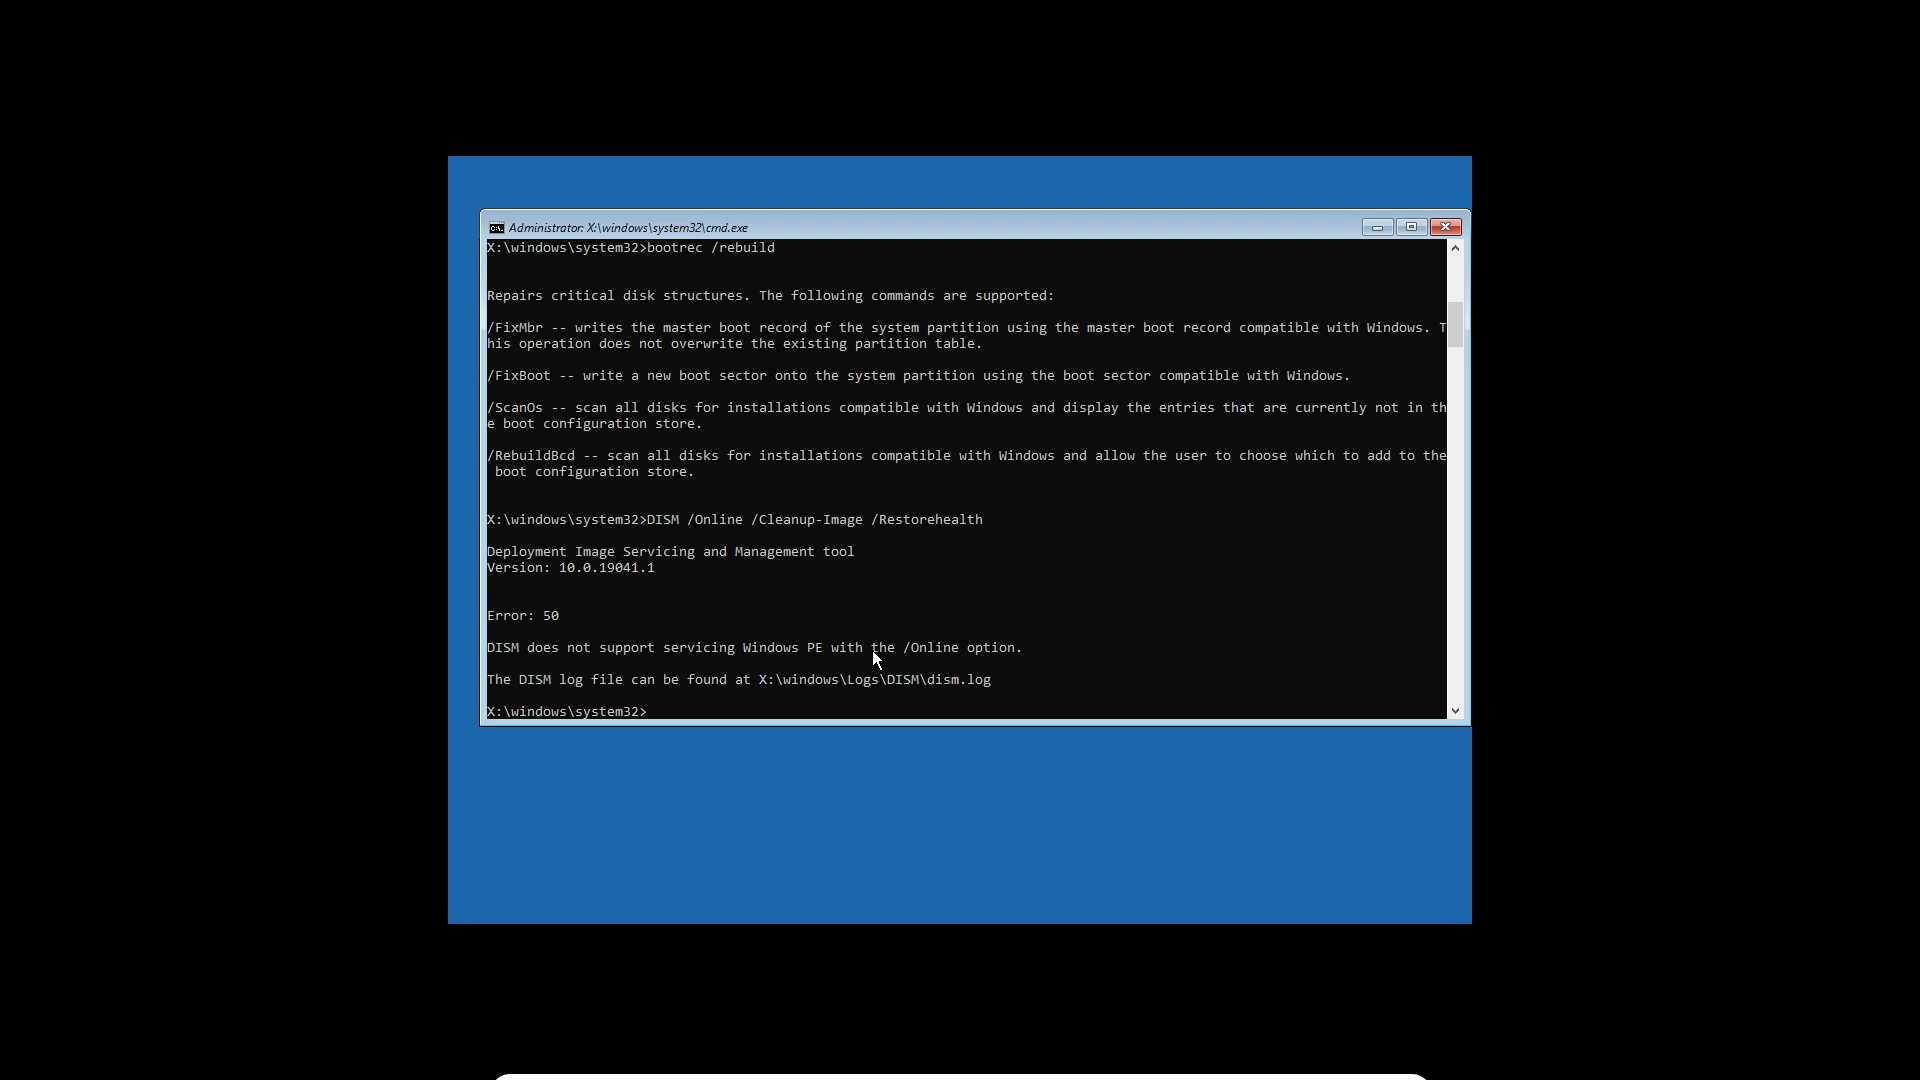 Administrator: X:\windows\system32\cmd.exe
X:\windows\system32>bootrec /rebuild
Repairs critical disk structures. The following commands are supported:
/FixMbr -- writes the master boot record of the system partition using the master boot record compatible with Windows. T
his operation does not overwrite the existing partition table.
/FixBoot -- write a new boot sector onto the system partition using the boot sector compatible with Windows.
/ScanOs -- scan all disks for installations compatible with Windows and display the entries that are currently not in th
e boot configuration store.
/RebuildBcd -- scan all disks for installations compatible with Windows and allow the user to choose which to add to the
 boot configuration store.
X:\windows\system32>DISM /Online /Cleanup-Image /Restorehealth
Deployment Image Servicing and Management tool
Version: 10.0.19041.1
Error: 50
DISM does not support servicing Windows PE with the /Online option.
The DISM log file can be found at X:\windows\Logs\DISM\dism.log
X:\windows\system32>